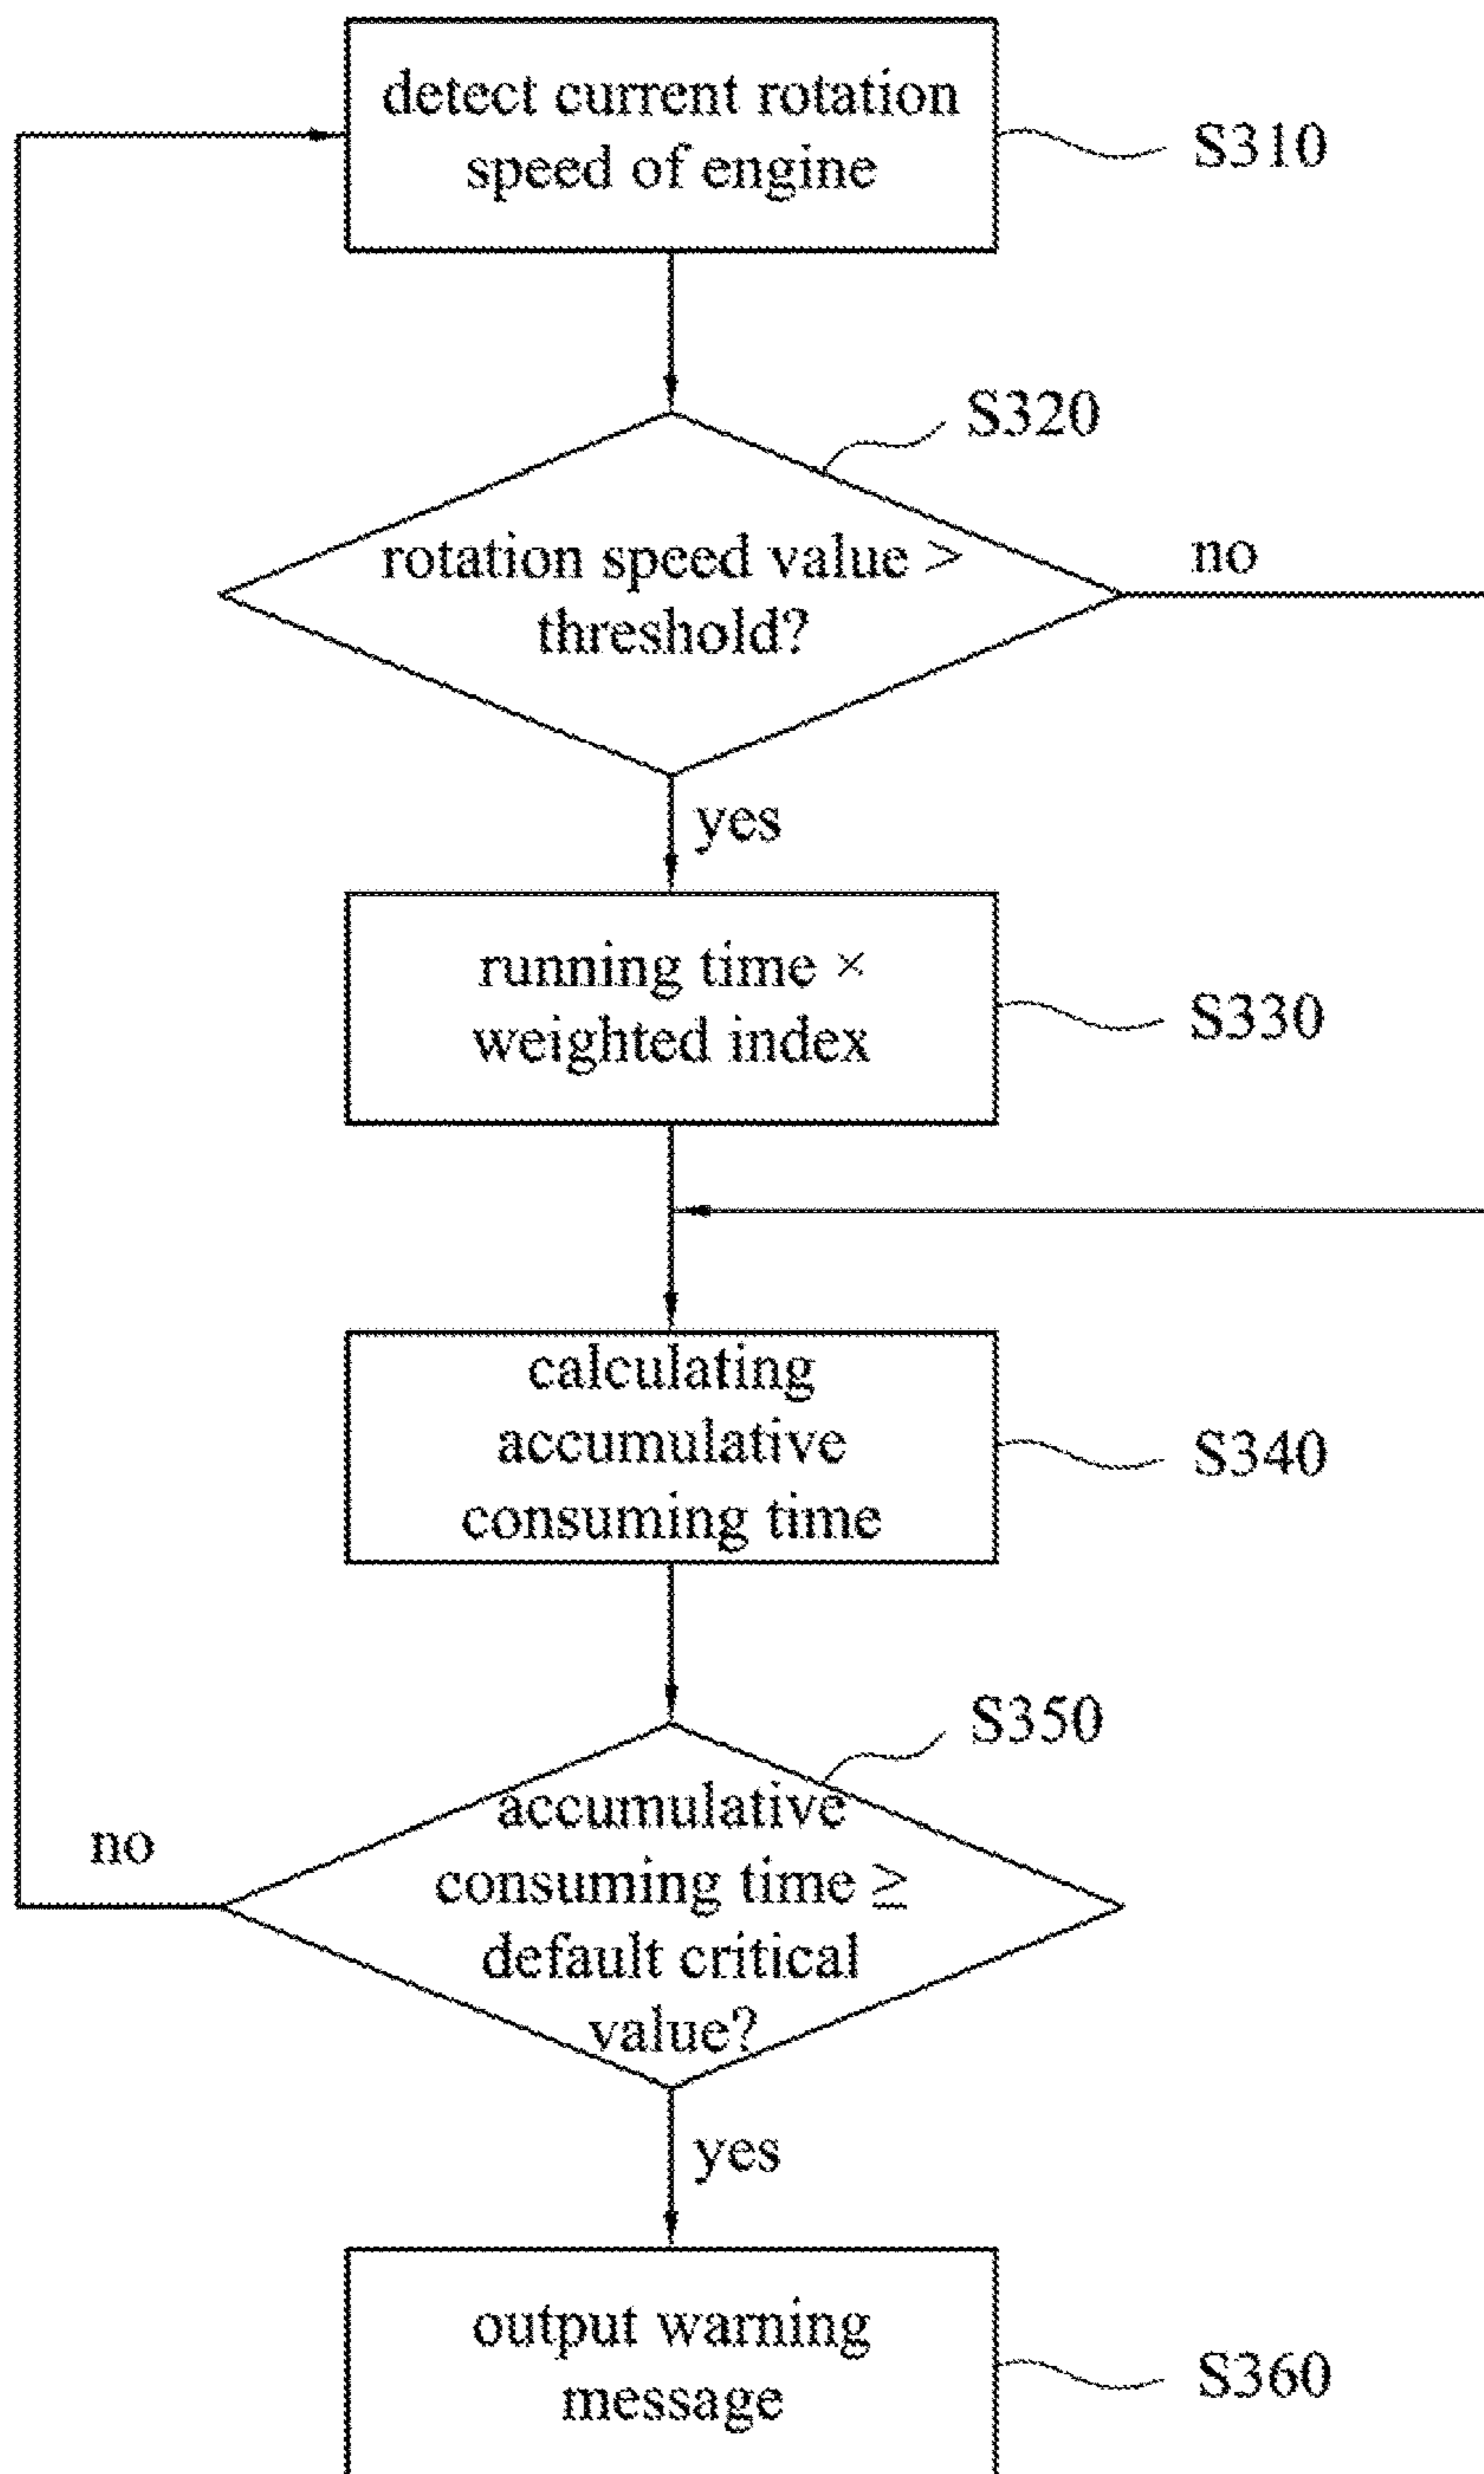 detect current rotation
speed of engine
S310
S320
rotation speed value >
threshold?
no
yes
running time ×
weighted index
S330
calculating
accumulative
consuming time
S340
S350
accumulative
consuming time ≥
default critical
value?
no
yes
output warning
message
S360